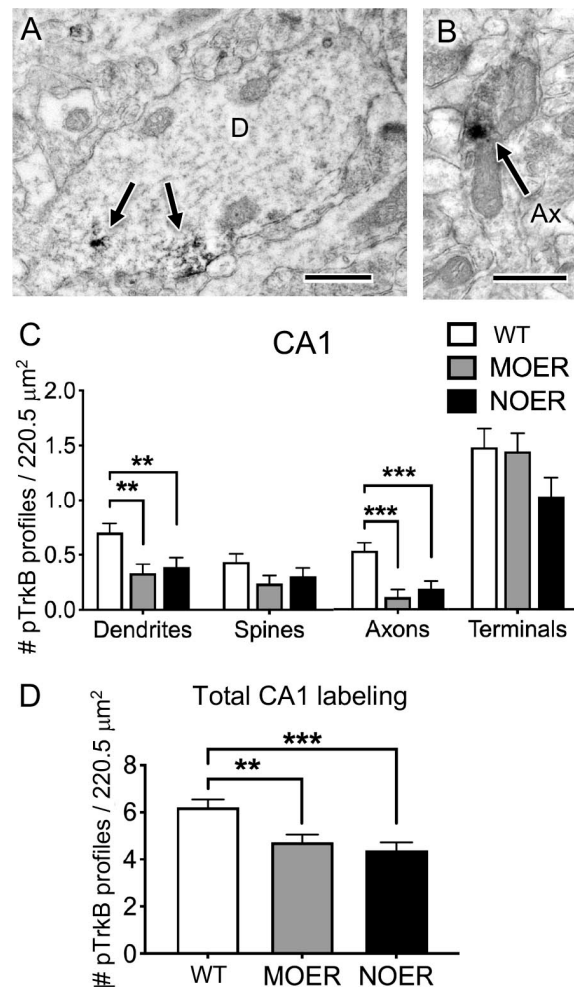 A
D
B
Ax
C
CA1
WT
MOER
NOER
# pTrkB profiles / 220.5 μm²
2.0
1.5
1.0
0.5
0.0
**
**
***
***
Dendrites
Spines
Axons
Terminals
D
Total CA1 labeling
# pTrkB profiles / 220.5 μm²
8
6
4
2
0
***
**
WT
MOER
NOER